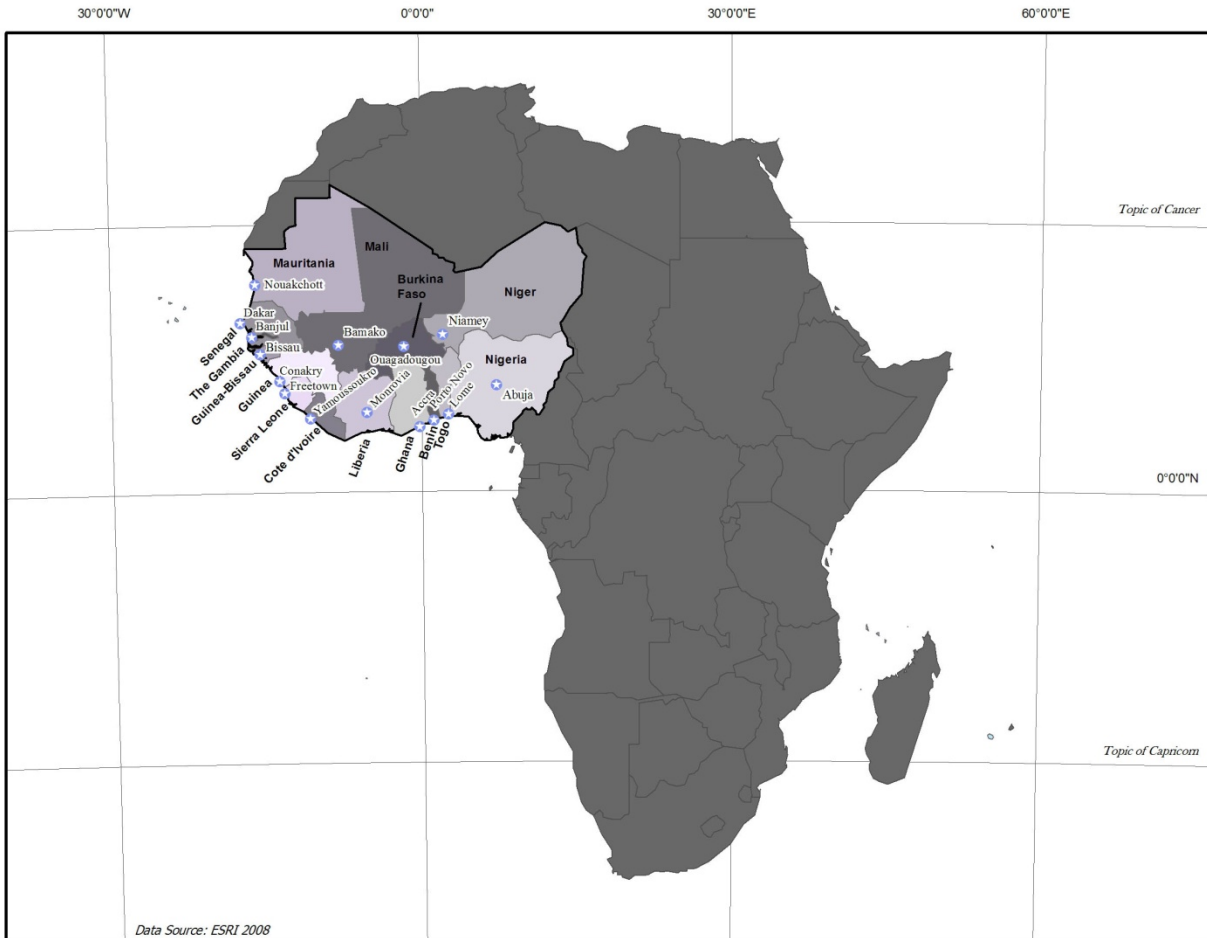 30°0'0"W
0°0'0"
30°0'0"E
60°0'0"E
Topic of Cancer
Mali
Mauritania
Burkina
Faso
Niger
Nouakchott
Dakar
Banjul
Bissau
Bamako
Niamey
Ouagadougou
Nigeria
Conakry
Freetown
Yamoussoukro
Monrovia
Accra
Porto-Novo
Lome
Abuja
Senegal
The Gambia
Guinea-Bissau
Guinea
Sierra Leone
Cote d'Ivoire
Liberia
Ghana
Benin
Togo
0°0'0"N
Topic of Capricorn
Data Source: ESRI 2008